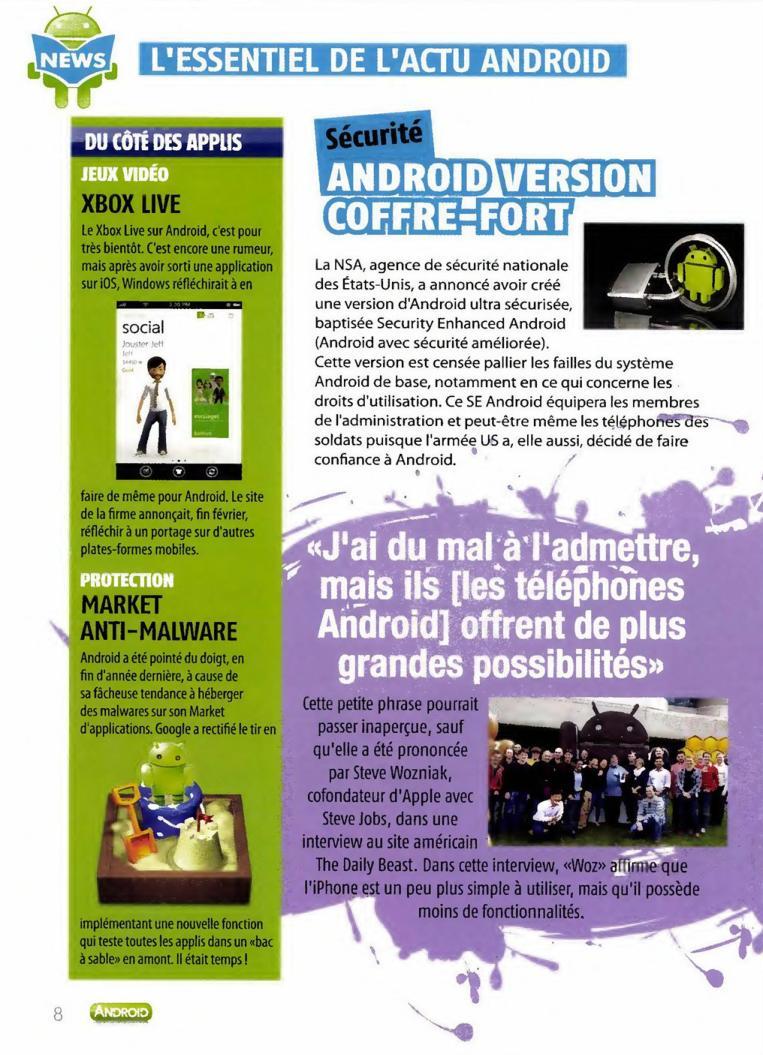 NEWS
L'ESSENTIEL DE L'ACTU ANDROID
DU CÔTÉ DES APPLIS
JEUX VIDÉO
XBOX LIVE
Le Xbox Live sur Android, c'est pour
très bientôt. C'est encore une rumeur,
mais après avoir sorti une application
sur iOS, Windows réfléchirait à en
social
Jouster Jeff
Jeff
Gold
faire de même pour Android. Le site
de la firme annonçait, fin février,
réfléchir à un portage sur d'autres
plates-formes mobiles.
PROTECTION
MARKET
ANTI-MALWARE
Android a été pointé du doigt, en
fin d'année dernière, à cause de
sa fâcheuse tendance à héberger
des malwares sur son Market
d'applications. Google a rectifié le tir en
implémentant une nouvelle fonction
qui teste toutes les applis dans un «bac
à sable» en amont. Il était temps !
Sécurité
ANDROID VERSION
COFFRE-FORT
La NSA, agence de sécurité nationale
des États-Unis, a annoncé avoir créé
une version d'Android ultra sécurisée,
baptisée Security Enhanced Android
(Android avec sécurité améliorée).
Cette version est censée pallier les failles du système
Android de base, notamment en ce qui concerne les
droits d'utilisation. Ce SE Android équipera les membres
de l'administration et peut-être même les téléphones des
soldats puisque l'armée US a, elle aussi, décidé de faire
confiance à Android.
«J'ai du mal à l'admettre,
mais ils [les téléphones
Android] offrent de plus
grandes possibilités»
Cette petite phrase pourrait
passer inaperçue, sauf
qu'elle a été prononcée
par Steve Wozniak,
cofondateur d'Apple avec
Steve Jobs, dans une
interview au site américain
The Daily Beast. Dans cette interview, «Woz» affirme que
l'iPhone est un peu plus simple à utiliser, mais qu'il possède
moins de fonctionnalités.
8
ANDROID